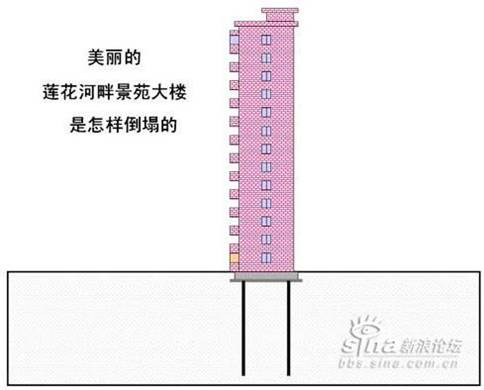 美丽的
莲花河畔景苑大楼
是怎样倒塌的
sina 新浪论坛
bbs.sina.com.cn